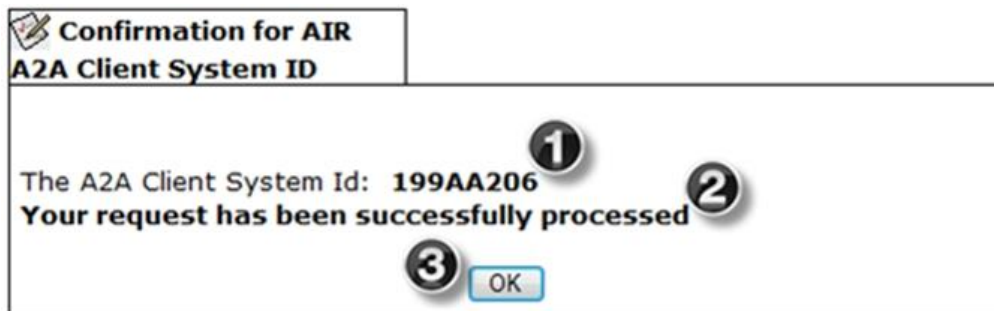 Confirmation for AIR
A2A Client System ID
1
The A2A Client System Id: 199AA206
2
Your request has been successfully processed
3
OK